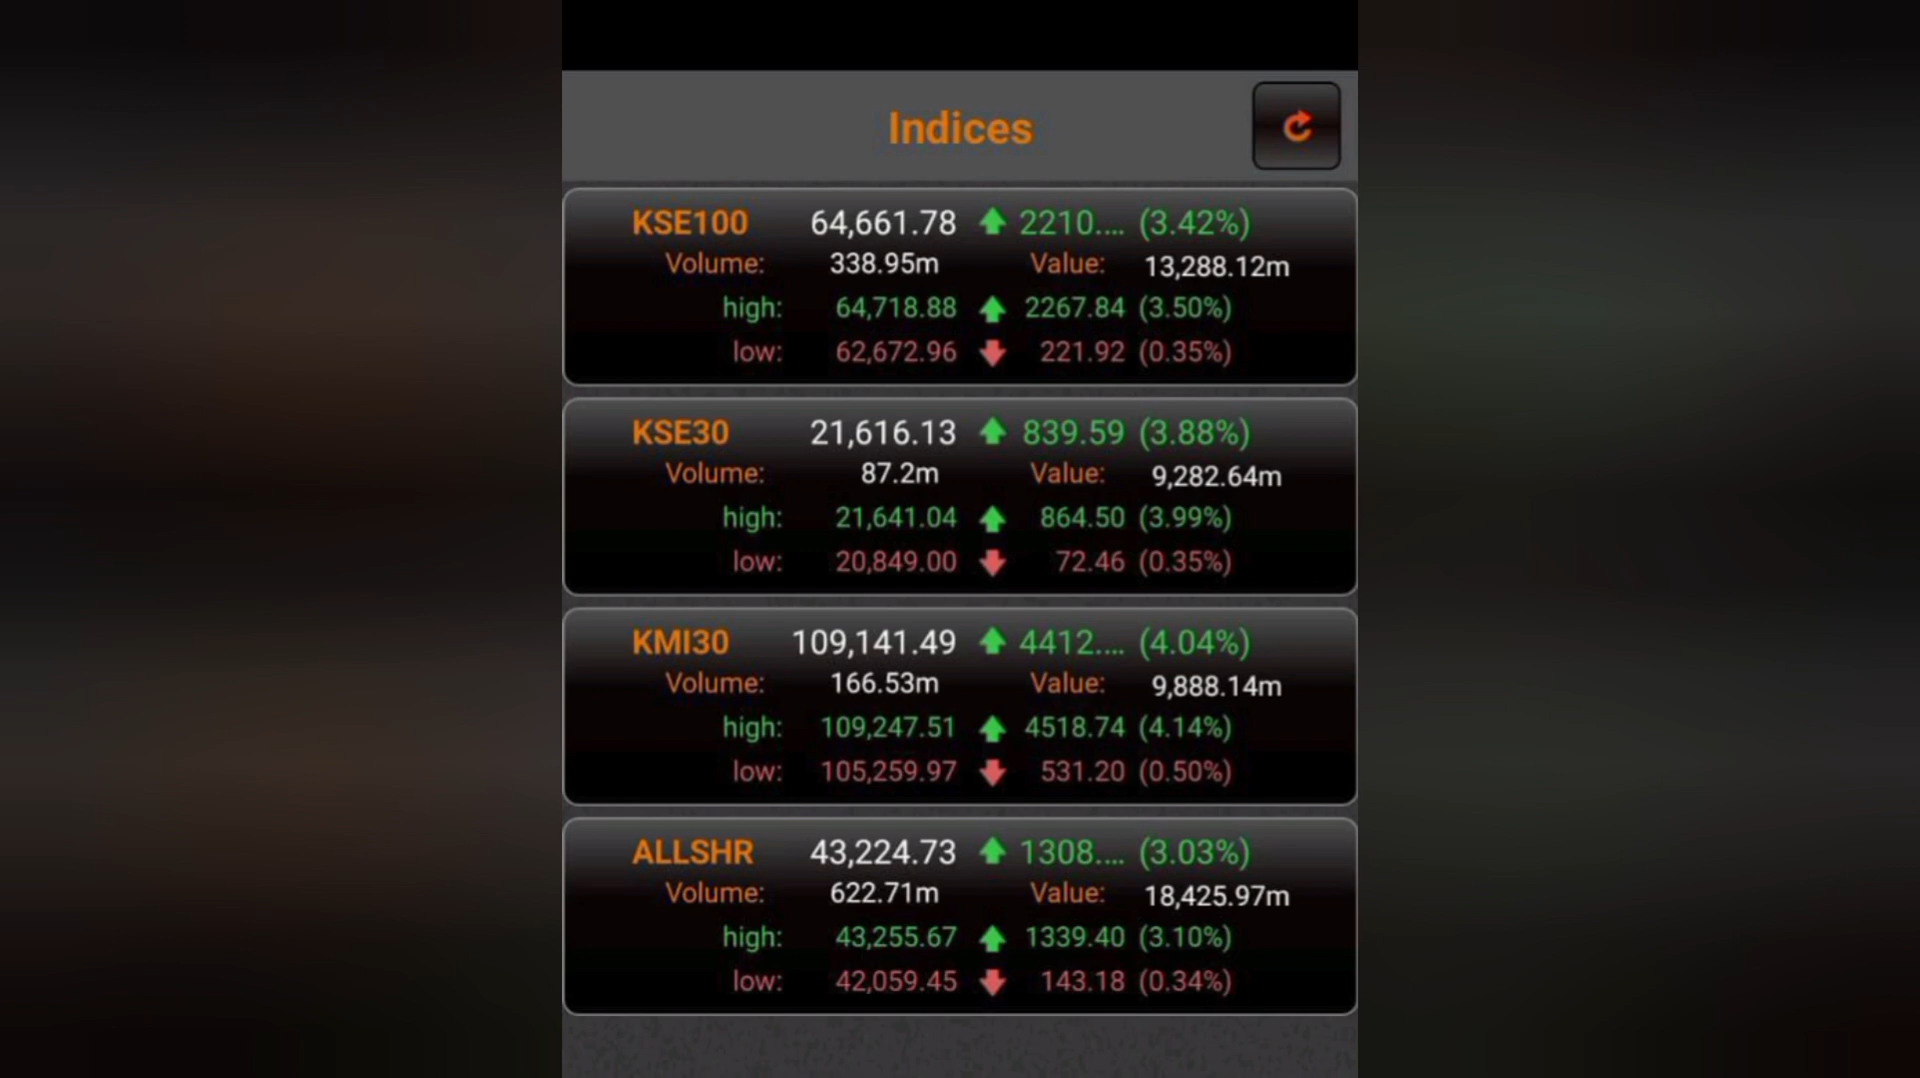 Indices
KSE100 64,661.78 2210.... (3.42%)
Volume: 338.95m Value: 13,288.12m
high: 64,718.88 2267.84 (3.50%)
low: 62,672.96 221.92 (0.35%)
KSE30 21,616.13 839.59 (3.88%)
Volume: 87.2m Value: 9,282.64m
high: 21,641.04 864.50 (3.99%)
low: 20,849.00 72.46 (0.35%)
KMI30 109,141.49 4412.... (4.04%)
Volume: 166.53m Value: 9,888.14m
high: 109,247.51 4518.74 (4.14%)
low: 105,259.97 531.20 (0.50%)
ALLSHR 43,224.73 1308.... (3.03%)
Volume: 622.71m Value: 18,425.97m
high: 43,255.67 1339.40 (3.10%)
low: 42,059.45 143.18 (0.34%)